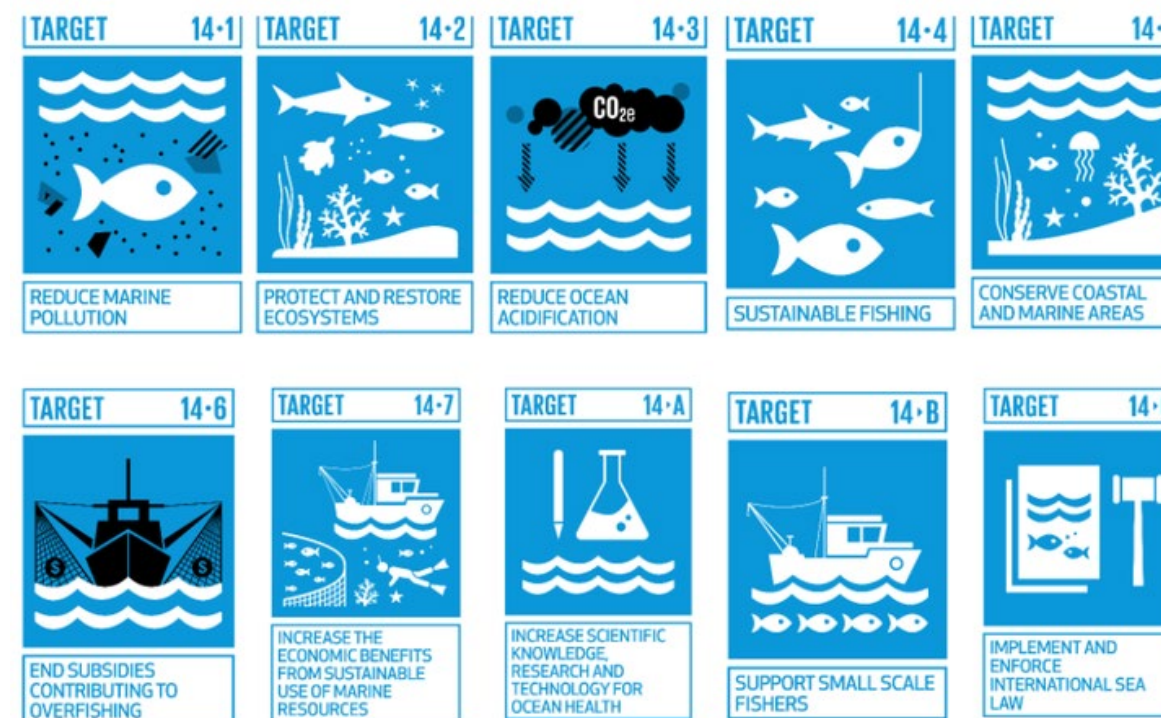 TARGET 14·1
TARGET 14·2
TARGET 14·3
TARGET 14·4
TARGET 14·
CO2e
REDUCE MARINE
POLLUTION
PROTECT AND RESTORE
ECOSYSTEMS
REDUCE OCEAN
ACIDIFICATION
SUSTAINABLE FISHING
CONSERVE COASTAL
AND MARINE AREAS
TARGET 14·6
TARGET 14·7
TARGET 14·A
TARGET 14·B
TARGET 14·
$ $
END SUBSIDIES
CONTRIBUTING TO
OVERFISHING
INCREASE THE
ECONOMIC BENEFITS
FROM SUSTAINABLE
USE OF MARINE
RESOURCES
INCREASE SCIENTIFIC
KNOWLEDGE,
RESEARCH AND
TECHNOLOGY FOR
OCEAN HEALTH
SUPPORT SMALL SCALE
FISHERS
IMPLEMENT AND
ENFORCE
INTERNATIONAL SEA
LAW